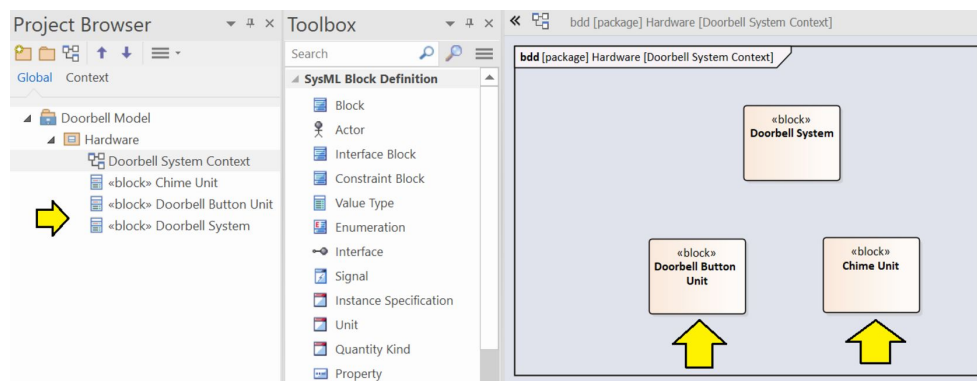 Project Browser
Global Context
Doorbell Model
Hardware
Doorbell System Context
«block» Chime Unit
«block» Doorbell Button Unit
«block» Doorbell System
Toolbox
Search
SysML Block Definition
Block
Actor
Interface Block
Constraint Block
Value Type
Enumeration
Interface
Signal
Instance Specification
Unit
Quantity Kind
Property
bdd [package] Hardware [Doorbell System Context]
bdd [package] Hardware [Doorbell System Context]
«block»
Doorbell System
«block»
Doorbell Button
Unit
«block»
Chime Unit